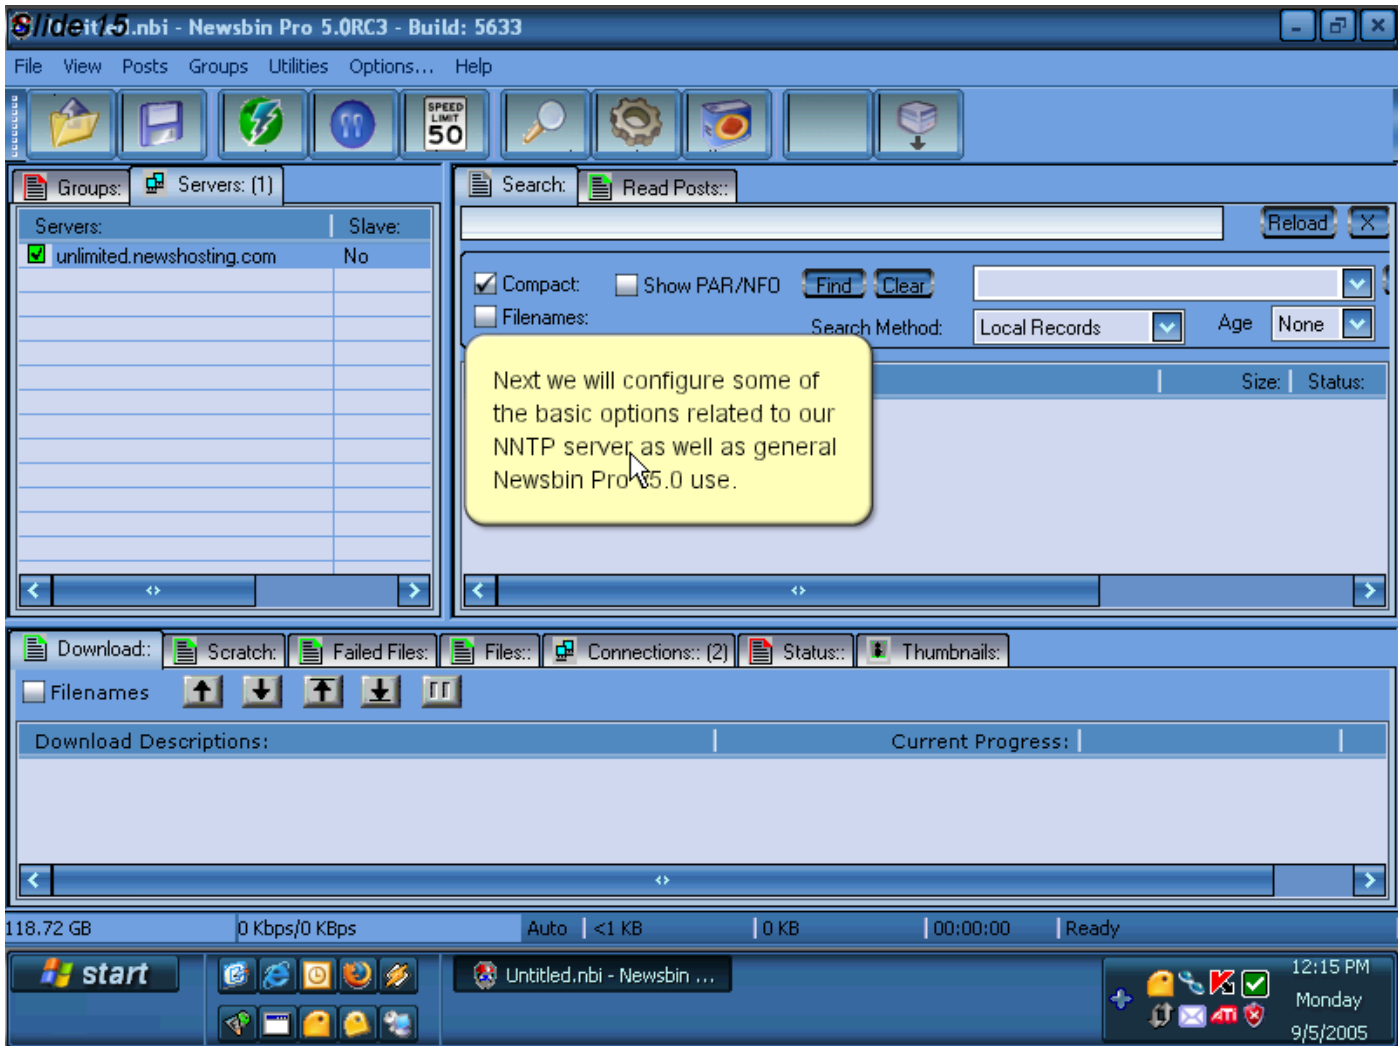 Slide 15
Untitled.nbi - Newsbin Pro 5.0RC3 - Build: 5633
File View Posts Groups Utilities Options... Help
SPEED LIMIT 50
Groups: Servers: (1)
Search: Read Posts::
Servers: Slave:
unlimited.newshosting.com No
Reload X
Compact: Show PAR/NFO Find Clear
Filenames: Search Method: Local Records Age None
Size: Status:
Next we will configure some of
the basic options related to our
NNTP server as well as general
Newsbin Pro v5.0 use.
Download:: Scratch: Failed Files: Files:: Connections:: (2) Status:: Thumbnails:
Filenames
Download Descriptions: Current Progress:
118.72 GB 0 Kbps/0 KBps Auto <1 KB 0 KB 00:00:00 Ready
start Untitled.nbi - Newsbin ...
ATi
12:15 PM
Monday
9/5/2005